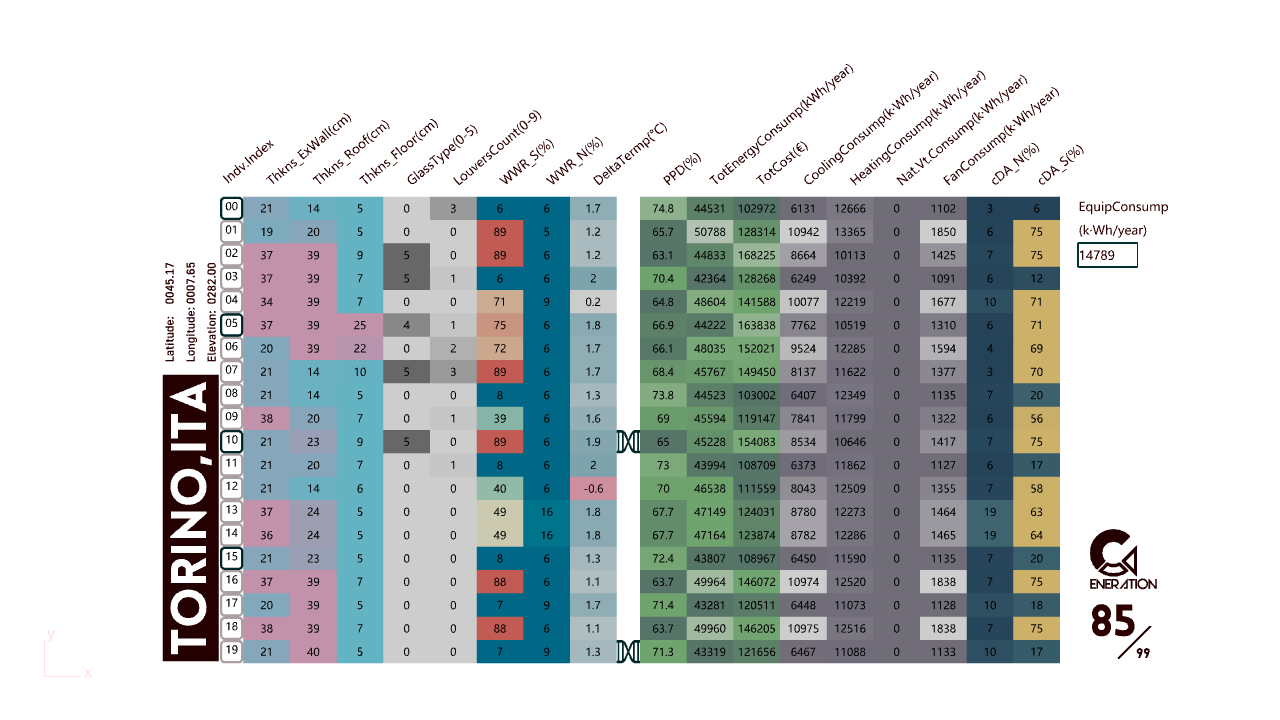 Indv.Index Thkns_ExWall(cm) Thkns_Roof(cm) Thkns_Floor(cm) GlassType(0-5) LouversCount(0-9) WWR_S(%) WWR_N(%) DeltaTermp(°C) PPD(%) TotEnergyConsump(kWh/year) TotCost(€) CoolingConsump(k·Wh/year) HeatingConsump(k·Wh/year) Nat.Vt.Consump(k·Wh/year) FanConsump(k·Wh/year) cDA_N(%) cDA_S(%)
00 21 14 5 0 3 6 6 1.7 74.8 44531 102972 6131 12666 0 1102 3 6
01 19 20 5 0 0 89 5 1.2 65.7 50788 128314 10942 13365 0 1850 6 75
02 37 39 9 5 0 89 6 1.2 63.1 44833 168225 8664 10113 0 1425 7 75
03 37 39 7 5 1 6 6 2 70.4 42364 128268 6249 10392 0 1091 6 12
04 34 39 7 0 0 71 9 0.2 64.8 48604 141588 10077 12219 0 1677 10 71
05 37 39 25 4 1 75 6 1.8 66.9 44222 163838 7762 10519 0 1310 6 71
06 20 39 22 0 2 72 6 1.7 66.1 48035 152021 9524 12285 0 1594 4 69
07 21 14 10 5 3 89 6 1.7 68.4 45767 149450 8137 11622 0 1377 3 70
08 21 14 5 0 0 8 6 1.3 73.8 44523 103002 6407 12349 0 1135 7 20
09 38 20 7 0 1 39 6 1.6 69 45594 119147 7841 11799 0 1322 6 56
10 21 23 9 5 0 89 6 1.9 65 45228 154083 8534 10646 0 1417 7 75
11 21 20 7 0 1 8 6 2 73 43994 108709 6373 11862 0 1127 6 17
12 21 14 6 0 0 40 6 -0.6 70 46538 111559 8043 12509 0 1355 7 58
13 37 24 5 0 0 49 16 1.8 67.7 47149 124031 8780 12273 0 1464 19 63
14 36 24 5 0 0 49 16 1.8 67.7 47164 123874 8782 12286 0 1465 19 64
15 21 23 5 0 0 8 6 1.3 72.4 43807 108967 6450 11590 0 1135 7 20
16 37 39 7 0 0 88 6 1.1 63.7 49964 146072 10974 12520 0 1838 7 75
17 20 39 5 0 0 7 9 1.7 71.4 43281 120511 6448 11073 0 1128 10 18
18 38 39 7 0 0 88 6 1.1 63.7 49960 146205 10975 12516 0 1838 7 75
19 21 40 5 0 0 7 9 1.3 71.3 43319 121656 6467 11088 0 1133 10 17
Latitude: 0045.17
Longitude: 0007.65
Elevation: 0282.00
TORINO,ITA
EquipConsump
(k·Wh/year)
14789
ENERATION
85/99
y
x